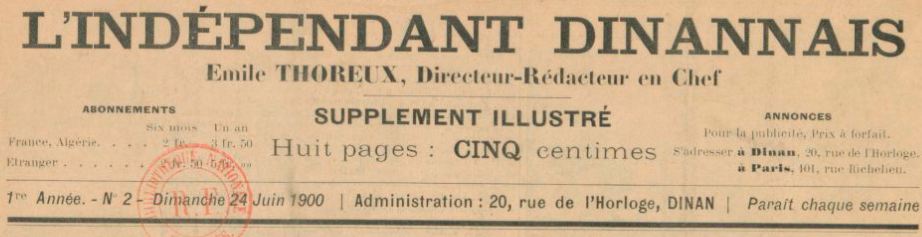 L'INDÉPENDANT DINANNAIS
Emile THOREUX, Directeur-Rédacteur en Chef
ABONNEMENTS
Six mois Un an
France, Algérie. . . . . 2 fr. 3 fr. 50
Etranger . . . . 2 fr. 50
SUPPLEMENT ILLUSTRÉ
Huit pages : CINQ centimes
ANNONCES
Pour la publicité, Prix à forfait.
S'adresser à Dinan, 20, rue de l'Horloge.
à Paris, 101, rue Richelieu.
1re Année. - N° 2 - Dimanche 24 Juin 1900 | Administration : 20, rue de l'Horloge, DINAN | Paraît chaque semaine
R.F.